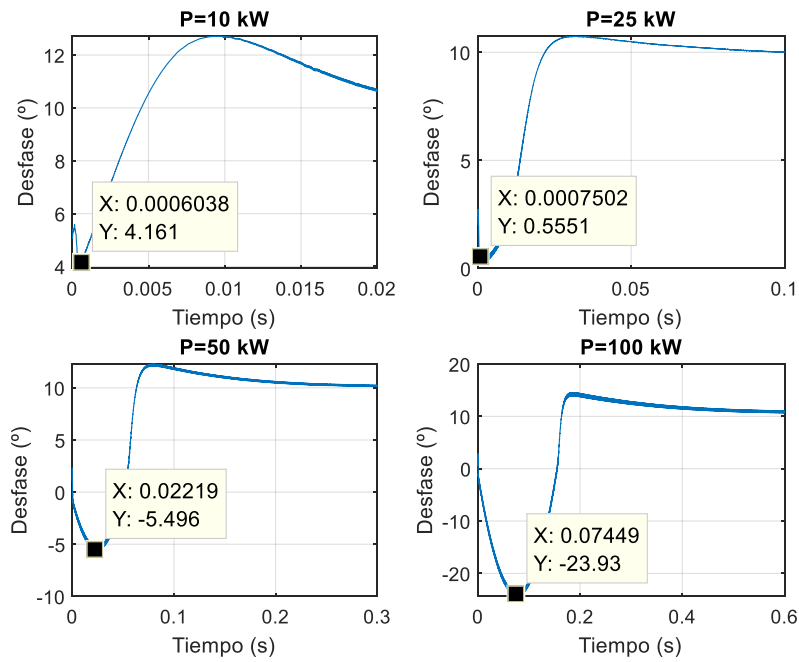 P=10 kW
Desfase (º)
12
10
8
6
4
X: 0.0006038
Y: 4.161
0
0.005
0.01
0.015
0.02
Tiempo (s)
P=25 kW
Desfase (º)
10
5
0
X: 0.0007502
Y: 0.5551
0
0.05
0.1
Tiempo (s)
P=50 kW
Desfase (º)
10
5
0
-5
-10
X: 0.02219
Y: -5.496
0
0.1
0.2
0.3
Tiempo (s)
P=100 kW
Desfase (º)
20
10
0
-10
-20
X: 0.07449
Y: -23.93
0
0.2
0.4
0.6
Tiempo (s)